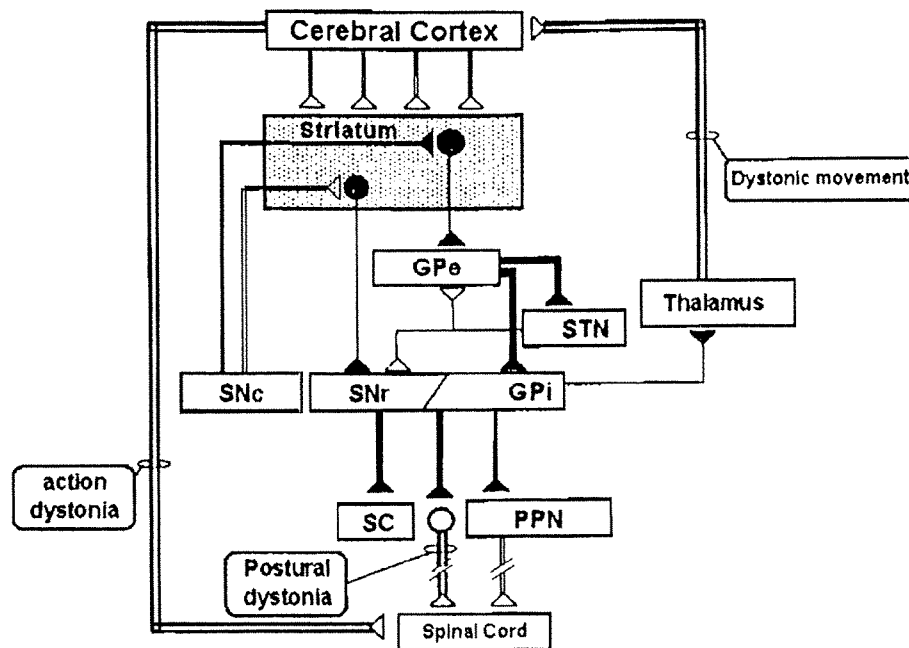 Cerebral Cortex
Striatum
Dystonic movement
GPe
Thalamus
STN
SNc
SNr
GPi
action
dystonia
SC
PPN
Postural
dystonia
Spinal Cord